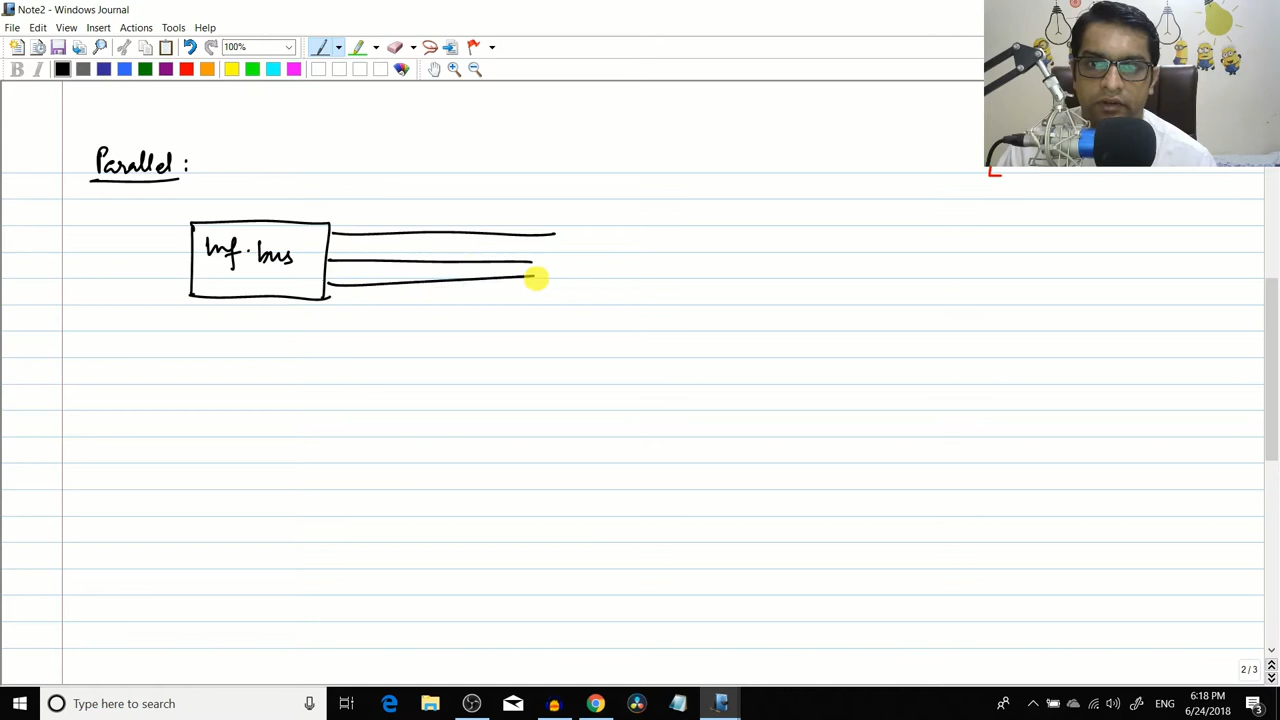 Note2 - Windows Journal
File Edit View Insert Actions Tools Help
100%
B I
Parallel :
Inf. bus
2 / 3
Type here to search
ENG
6:18 PM
6/24/2018
3